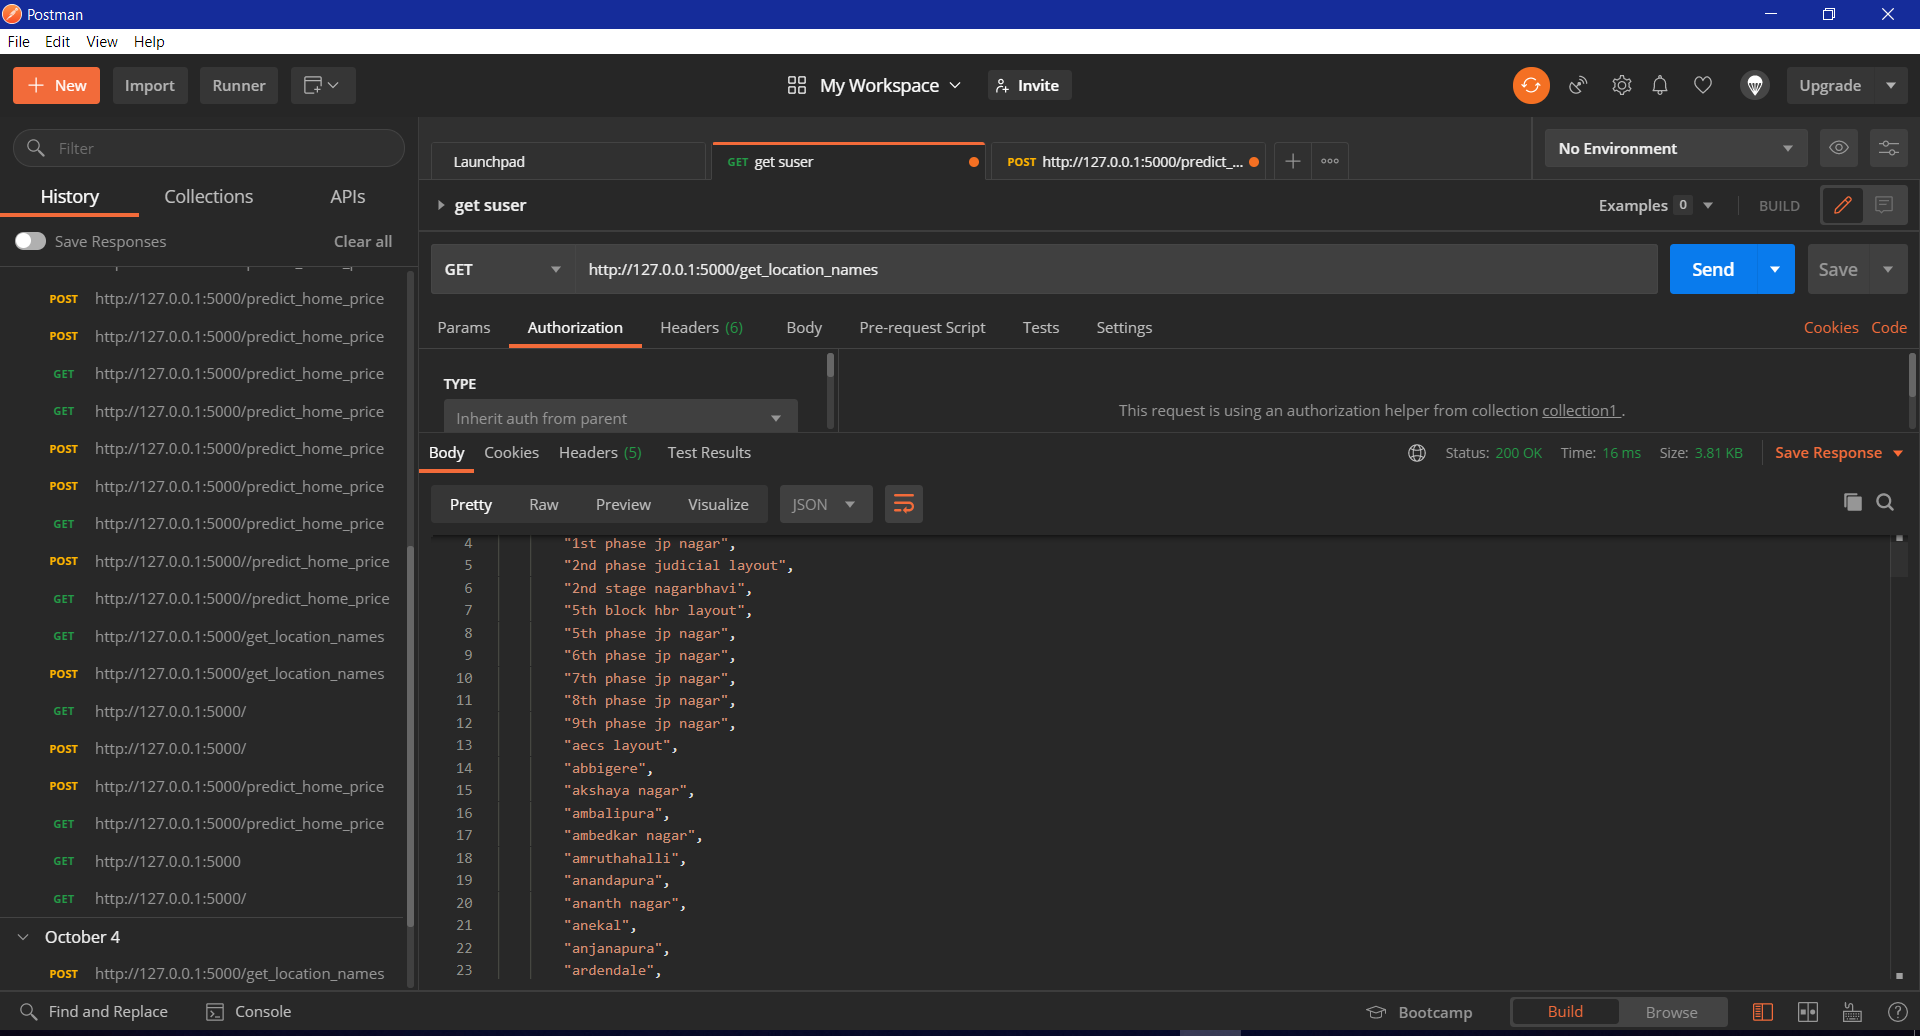 Postman
File Edit View Help
+ New Import Runner
My Workspace Invite
Upgrade
Filter
History Collections APIs
Save Responses Clear all
POST http://127.0.0.1:5000/predict_home_price
POST http://127.0.0.1:5000/predict_home_price
GET http://127.0.0.1:5000/predict_home_price
GET http://127.0.0.1:5000/predict_home_price
POST http://127.0.0.1:5000/predict_home_price
POST http://127.0.0.1:5000/predict_home_price
GET http://127.0.0.1:5000/predict_home_price
POST http://127.0.0.1:5000//predict_home_price
GET http://127.0.0.1:5000//predict_home_price
GET http://127.0.0.1:5000/get_location_names
POST http://127.0.0.1:5000/get_location_names
GET http://127.0.0.1:5000/
POST http://127.0.0.1:5000/
POST http://127.0.0.1:5000/predict_home_price
GET http://127.0.0.1:5000/predict_home_price
GET http://127.0.0.1:5000
GET http://127.0.0.1:5000/
October 4
POST http://127.0.0.1:5000/get_location_names
Launchpad GET get suser POST http://127.0.0.1:5000/predict_...
No Environment
get suser
Examples 0 BUILD
GET http://127.0.0.1:5000/get_location_names Send Save
Params Authorization Headers (6) Body Pre-request Script Tests Settings Cookies Code
TYPE
Inherit auth from parent
This request is using an authorization helper from collection collection1 .
Body Cookies Headers (5) Test Results
Status: 200 OK Time: 16 ms Size: 3.81 KB Save Response
Pretty Raw Preview Visualize JSON
4 "1st phase jp nagar",
5 "2nd phase judicial layout",
6 "2nd stage nagarbhavi",
7 "5th block hbr layout",
8 "5th phase jp nagar",
9 "6th phase jp nagar",
10 "7th phase jp nagar",
11 "8th phase jp nagar",
12 "9th phase jp nagar",
13 "aecs layout",
14 "abbigere",
15 "akshaya nagar",
16 "ambalipura",
17 "ambedkar nagar",
18 "amruthahalli",
19 "anandapura",
20 "ananth nagar",
21 "anekal",
22 "anjanapura",
23 "ardendale",
Find and Replace Console
Bootcamp Build Browse